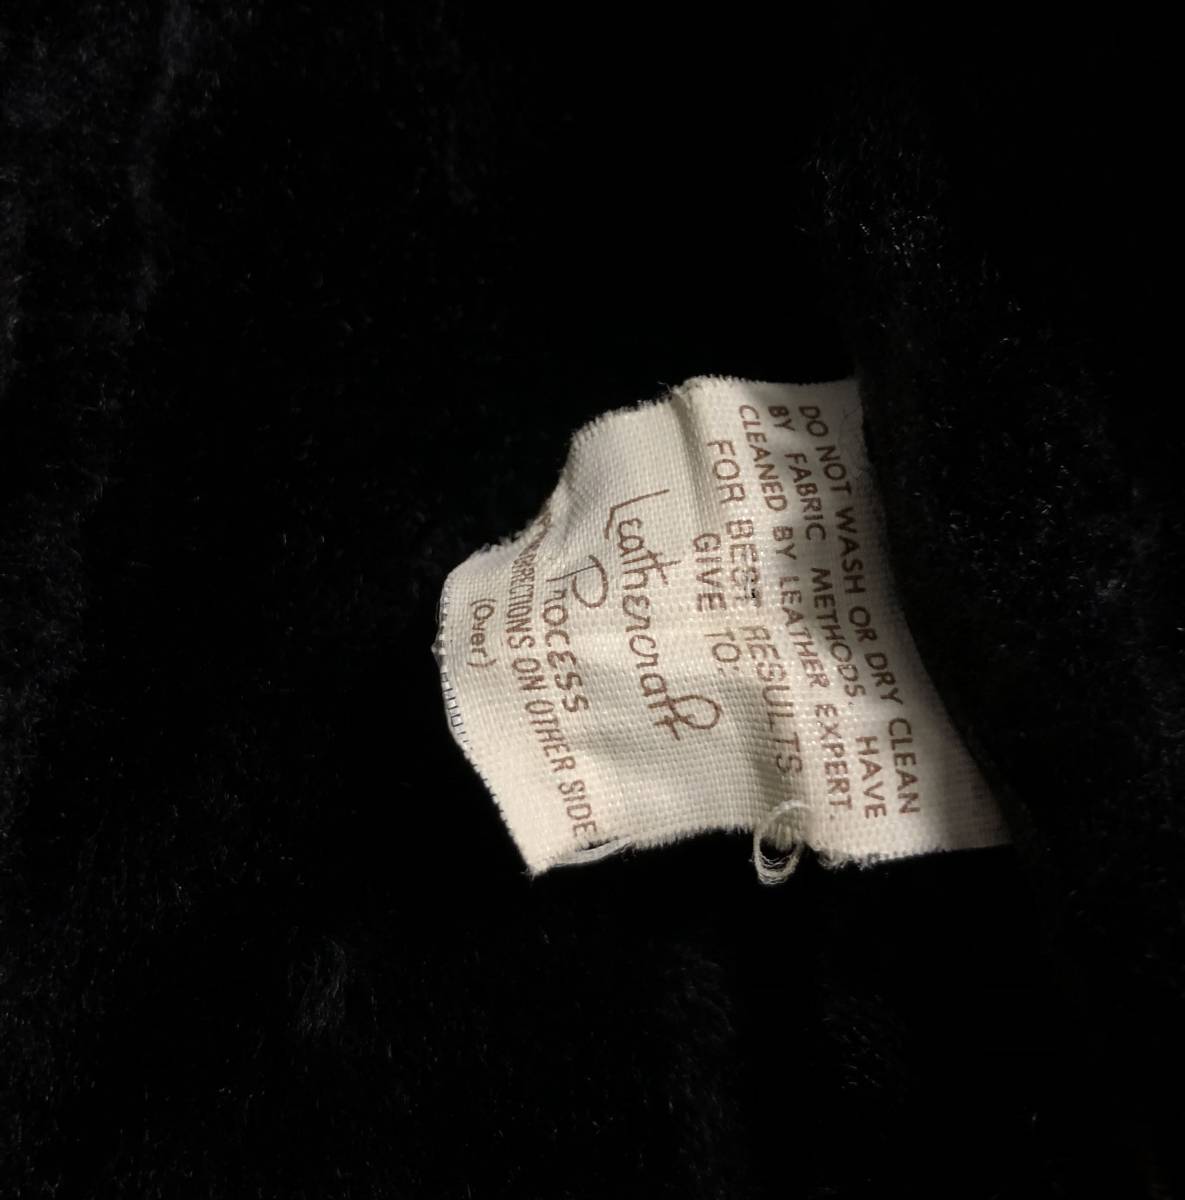 DO NOT WASH OR DRY CLEAN
BY FABRIC METHODS. HAVE
CLEANED BY LEATHER EXPERT.
FOR BEST RESULTS
GIVE TO:
Leathercraft
Process
DIRECTIONS ON OTHER SIDE
(Over)